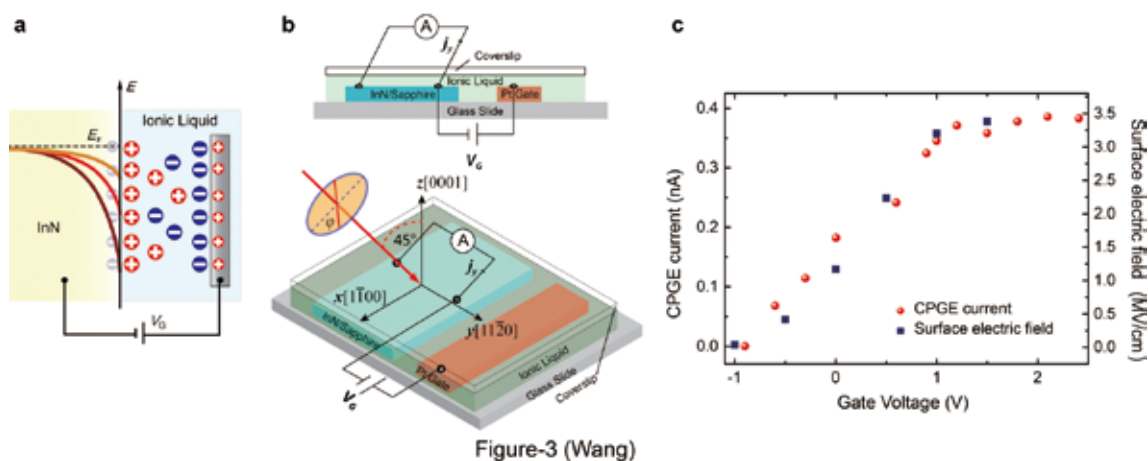 a
E
Ionic Liquid
E_F
InN
V_G
b
A
j_y
Coverslip
Ionic Liquid
InN/Sapphire
Pt/Gate
Glass Slide
V_G
z[0001]
φ
45°
A
j_y
x[11̄00]
y[112̄0]
InN/Sapphire
Pt/Gate
Ionic Liquid
Glass Slide
Coverslip
V_G
c
CPGE current (nA)
0.4
0.3
0.2
0.1
0.0
-1
0
1
2
Gate Voltage (V)
3.5
3.0
2.5
2.0
1.5
1.0
0.5
0.0
Surface electric field (MV/cm)
CPGE current
Surface electric field
Figure-3 (Wang)